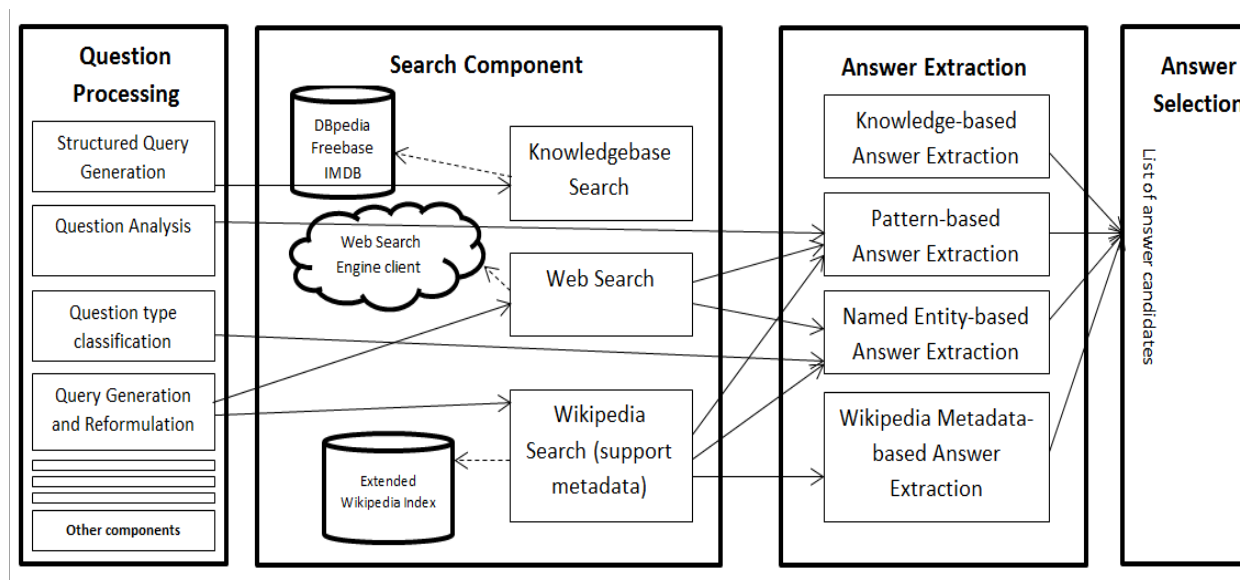 Question
Processing
Structured Query
Generation
Question Analysis
Question type
classification
Query Generation
and Reformulation
Other components
Search Component
DBpedia
Freebase
IMDB
Knowledgebase
Search
Web Search
Engine client
Web Search
Wikipedia
Search (support
metadata)
Extended
Wikipedia Index
Answer Extraction
Knowledge-based
Answer Extraction
Pattern-based
Answer Extraction
Named Entity-based
Answer Extraction
Wikipedia Metadata-
based Answer
Extraction
Answer
Selection
List of answer candidates